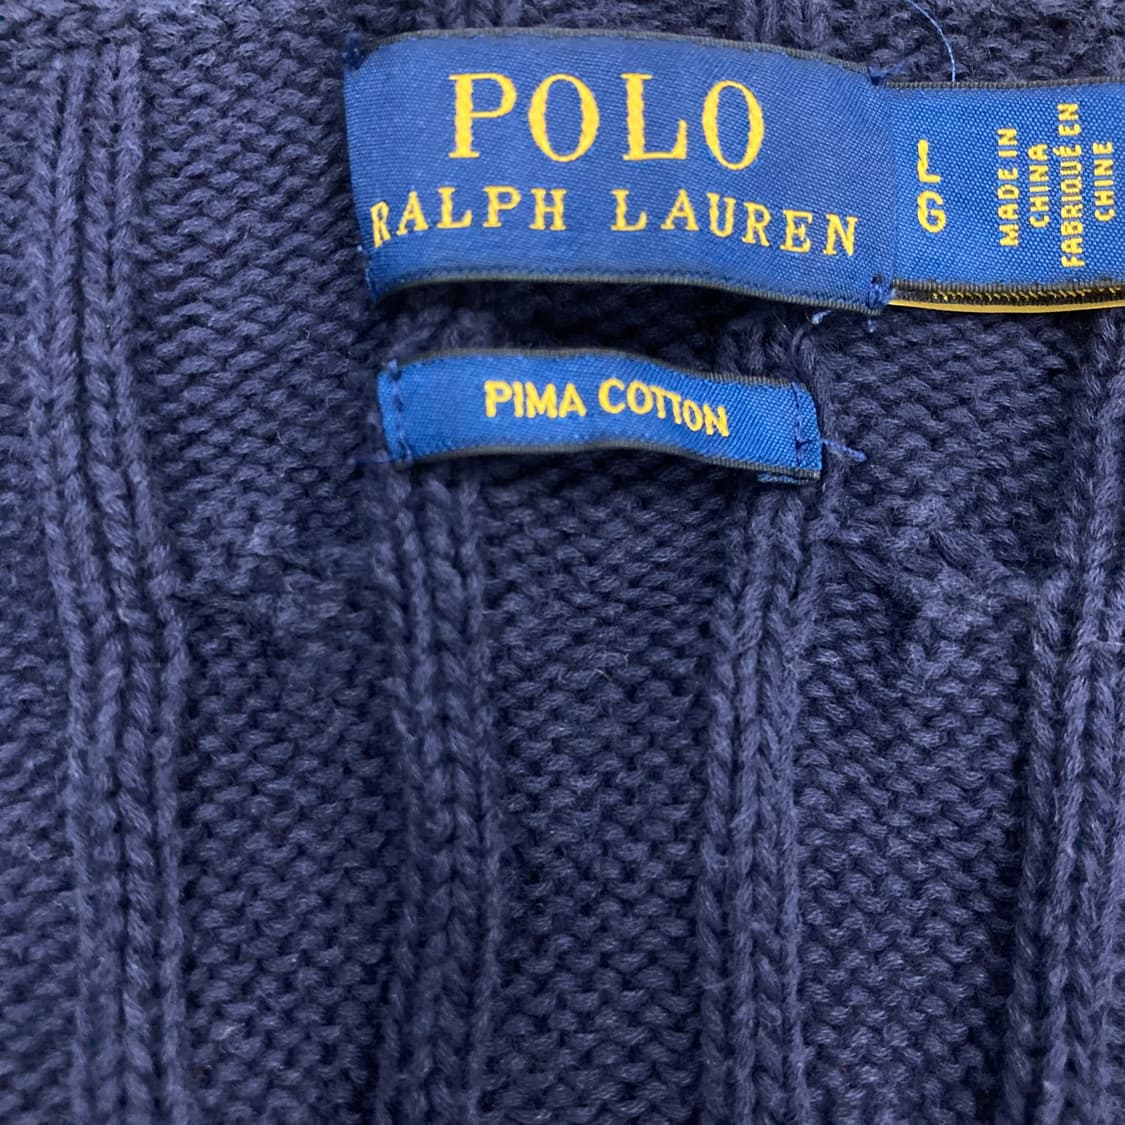 POLO
RALPH LAUREN
L
G
MADE IN
CHINA
FABRIQUÉ EN
CHINE
PIMA COTTON